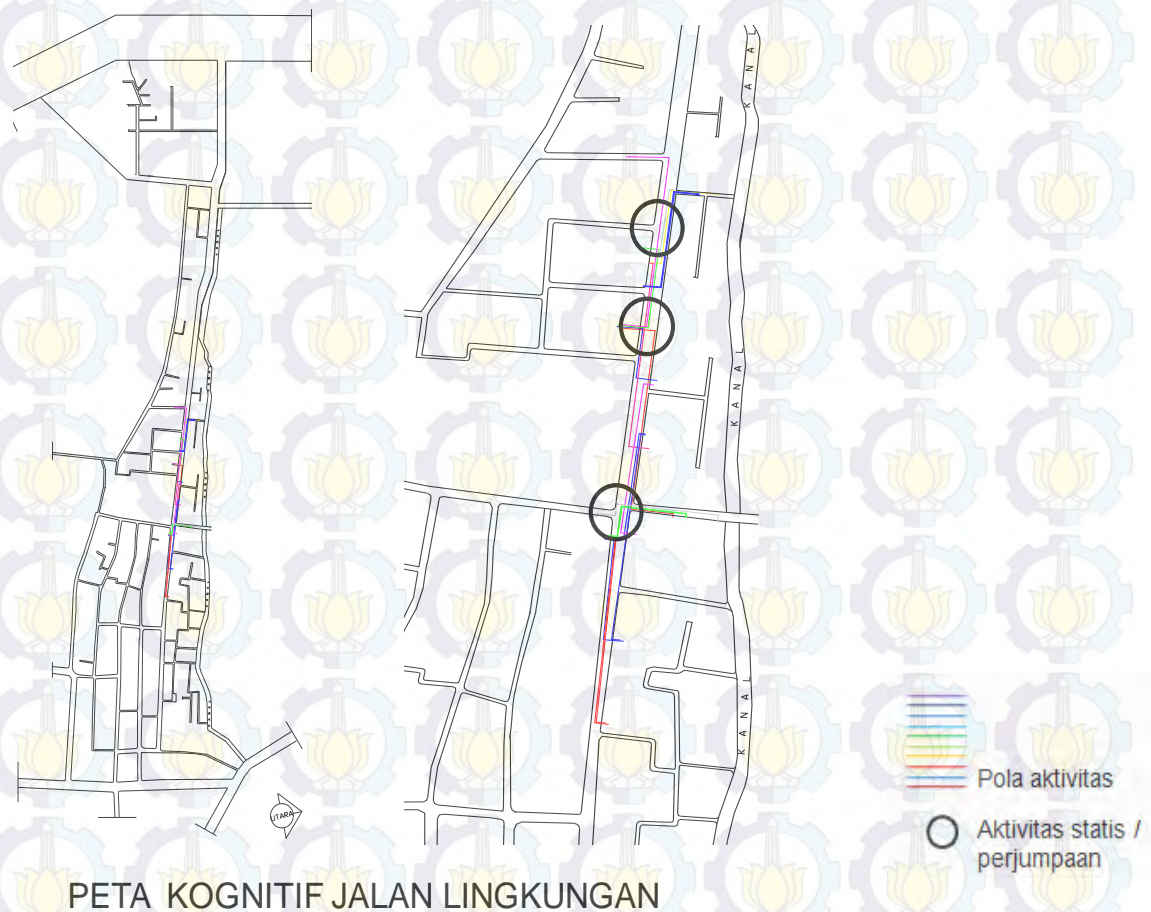 KANAL
KANAL
KANAL
UTARA
Pola aktivitas
Aktivitas statis /
perjumpaan
PETA KOGNITIF JALAN LINGKUNGAN